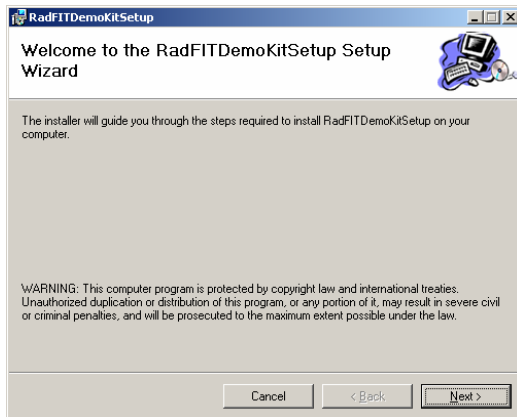 RadFITDemoKitSetup
Welcome to the RadFITDemoKitSetup Setup
Wizard
The installer will guide you through the steps required to install RadFITDemoKitSetup on your
computer.
WARNING: This computer program is protected by copyright law and international treaties.
Unauthorized duplication or distribution of this program, or any portion of it, may result in severe civil
or criminal penalties, and will be prosecuted to the maximum extent possible under the law.
Cancel < Back Next >